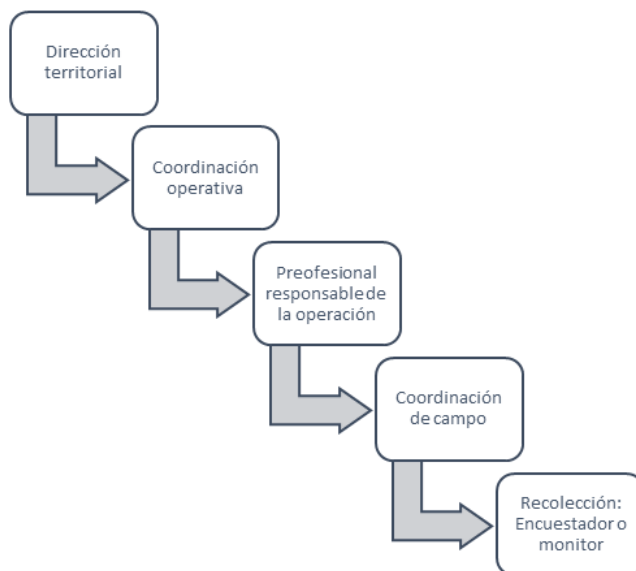 Dirección
territorial
Coordinación
operativa
Preofesional
responsable de
la operación
Coordinación
de campo
Recolección:
Encuestador o
monitor